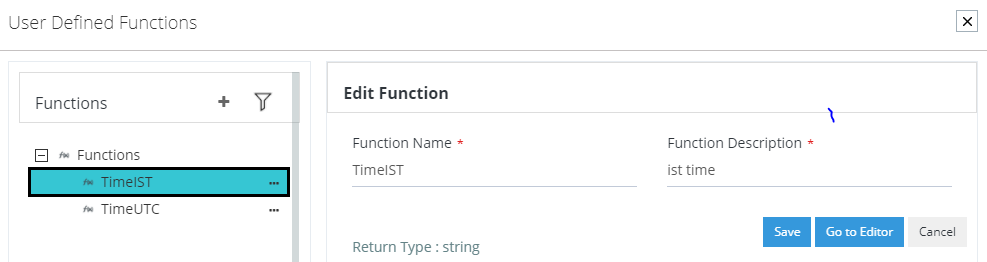 User Defined Functions
Functions
Functions
TimeIST
TimeUTC
Edit Function
Function Name *
TimeIST
Function Description *
ist time
Return Type : string
Save
Go to Editor
Cancel